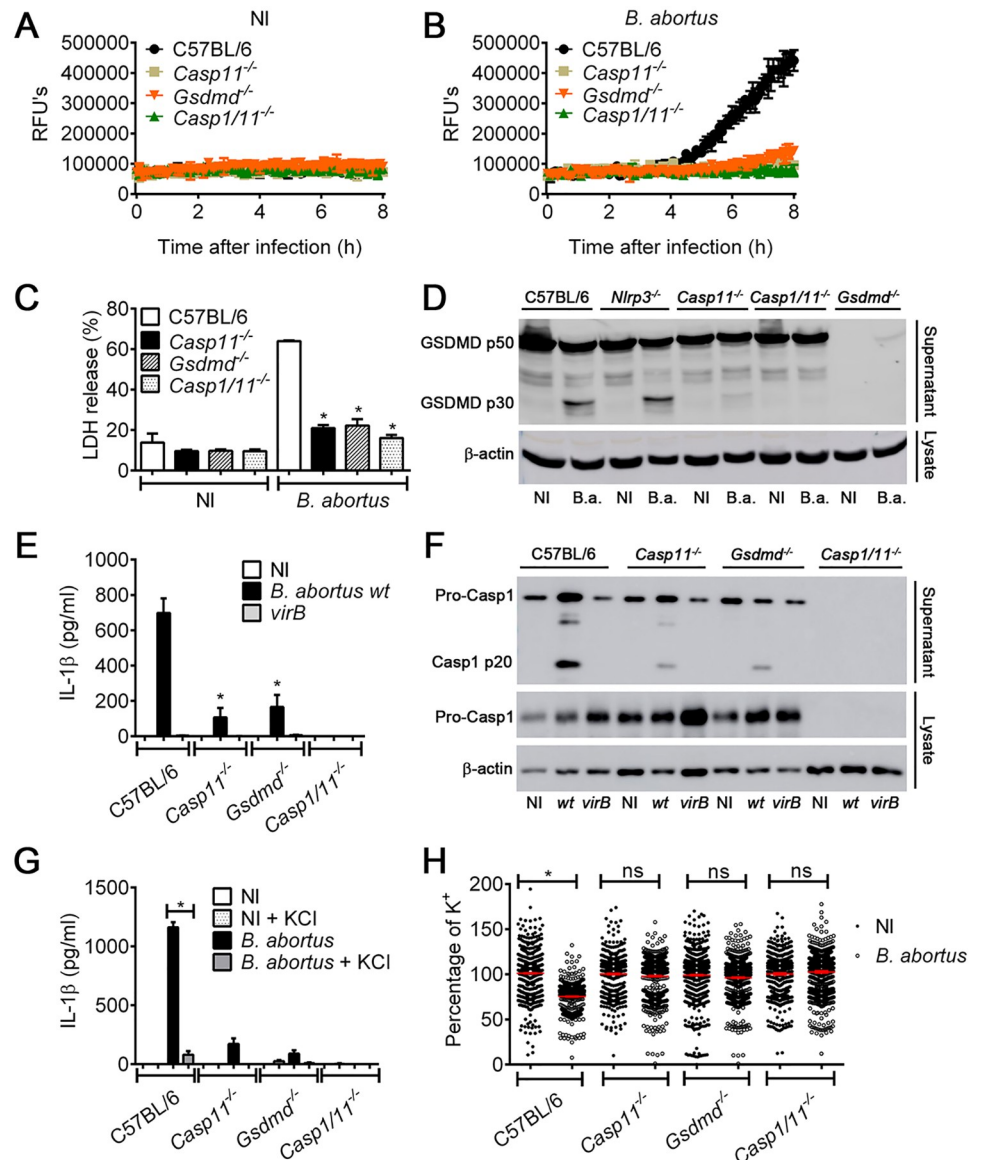 A
NI
500000
400000
300000
200000
100000
0
RFU's
C57BL/6
Casp11-/-
Gsdmd-/-
Casp1/11-/-
0 2 4 6 8
Time after infection (h)
B
B. abortus
500000
400000
300000
200000
100000
0
RFU's
C57BL/6
Casp11-/-
Gsdmd-/-
Casp1/11-/-
0 2 4 6 8
Time after infection (h)
C
80
60
40
20
0
LDH release (%)
C57BL/6
Casp11-/-
Gsdmd-/-
Casp1/11-/-
* * *
NI B. abortus
D
C57BL/6 Nlrp3-/- Casp11-/- Casp1/11-/- Gsdmd-/-
GSDMD p50
GSDMD p30
Supernatant
β-actin
Lysate
NI B.a. NI B.a. NI B.a. NI B.a. NI B.a.
E
1000
800
600
400
200
0
IL-1β (pg/ml)
NI
B. abortus wt
virB
* *
C57BL/6 Casp11-/- Gsdmd-/- Casp1/11-/-
F
C57BL/6 Casp11-/- Gsdmd-/- Casp1/11-/-
Pro-Casp1
Casp1 p20
Supernatant
Pro-Casp1
β-actin
Lysate
NI wt virB NI wt virB NI wt virB NI wt virB
G
1500
1000
500
0
IL-1β (pg/ml)
*
NI
NI + KCl
B. abortus
B. abortus + KCl
C57BL/6 Casp11-/- Gsdmd-/- Casp1/11-/-
H
200
150
100
50
0
Percentage of K+
* ns ns ns
NI
B. abortus
C57BL/6 Casp11-/- Gsdmd-/- Casp1/11-/-